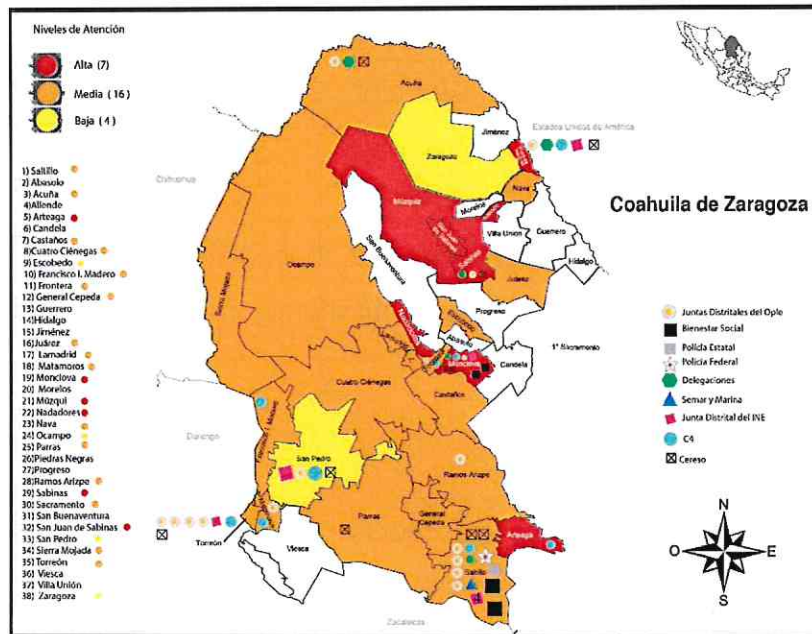 Niveles de Atención
Alta (7)
Media (16)
Baja (4)
1) Saltillo
2) Abasolo
3) Acuña
4) Allende
5) Arteaga
6) Candela
7) Castaños
8) Cuatro Ciénegas
9) Escobedo
10) Francisco I. Madero
11) Frontera
12) General Cepeda
13) Guerrero
14) Hidalgo
15) Jiménez
16) Juárez
17) Lamadrid
18) Matamoros
19) Monclova
20) Morelos
21) Múzqui
22) Nadadores
23) Nava
24) Ocampo
25) Parras
26) Piedras Negras
27) Progreso
28) Ramos Arizpe
29) Sabinas
30) Sacramento
31) San Buenaventura
32) San Juan de Sabinas
33) San Pedro
34) Sierra Mojada
35) Torreón
36) Viesca
37) Villa Unión
38) Zaragoza
Coahuila de Zaragoza
Estados Unidos de América
Chihuahua
Durango
Zacatecas
Acuña
Jiménez
Zaragoza
Nava
Morelos
Múzquiz
Villa Unión
Guerrero
Hidalgo
San Buenaventura
Ocampo
Sabinas
Juárez
Sierra Mojada
Progreso
Escobedo
Abasolo
Candela
1* Sacramento
Monclova
Cuatro Ciénegas
Castaños
Francisco I. Madero
San Pedro
Ramos Arizpe
General
Cepeda
Parras
Torreón
Viesca
Arteaga
Saltillo
Juntas Distritales del Ople
Bienestar Social
Policía Estatal
Policía Federal
Delegaciones
Semar y Marina
Junta Distrital del INE
C4
Cereso
N
O
E
S